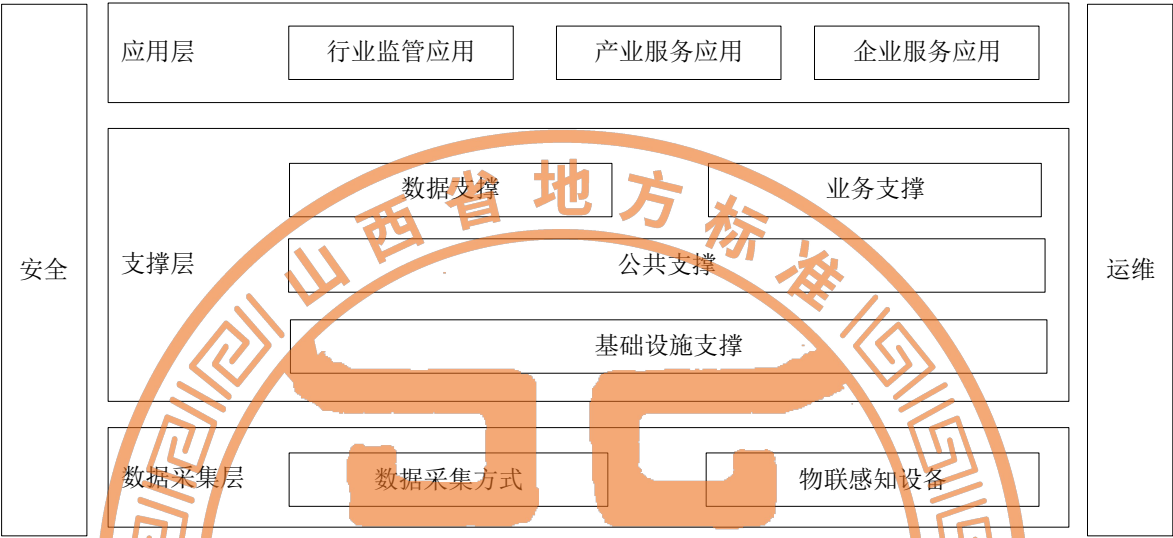 应用层 行业监管应用 产业服务应用 企业服务应用
数据支撑 业务支撑
山西省地方标准
安全 支撑层 公共支撑 运维
基础设施支撑
数据采集层 数据采集方式 物联感知设备